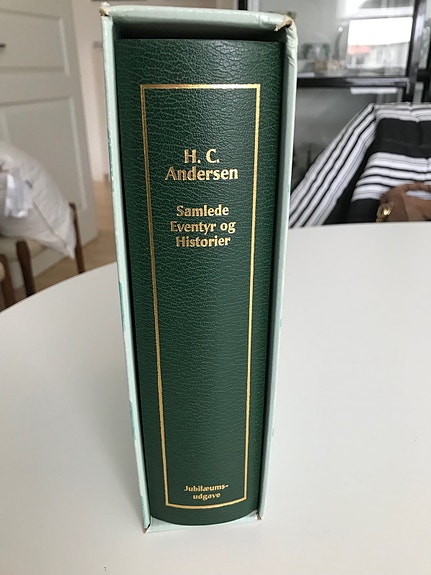 H. C.
Andersen
Samlede
Eventyr og
Historier
Jubilæums-
udgave